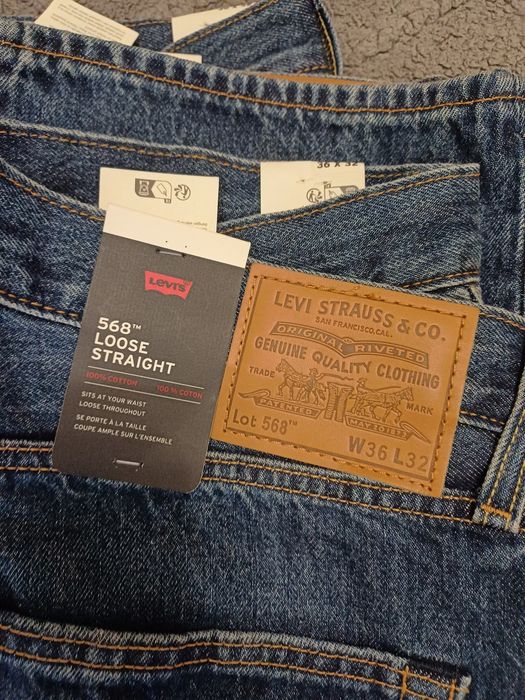 36 X 32
Levi's
568™
LOOSE
STRAIGHT
100% COTTON 100 % COTON
SITS AT YOUR WAIST
LOOSE THROUGHOUT
SE PORTE À LA TAILLE
COUPE AMPLE SUR L'ENSEMBLE
LEVI STRAUSS & CO.
SAN FRANCISCO, CAL.
ORIGINAL RIVETED
GENUINE QUALITY CLOTHING
TRADE MARK
PATENTED MAY 20 1873
Lot 568™
W36 L32